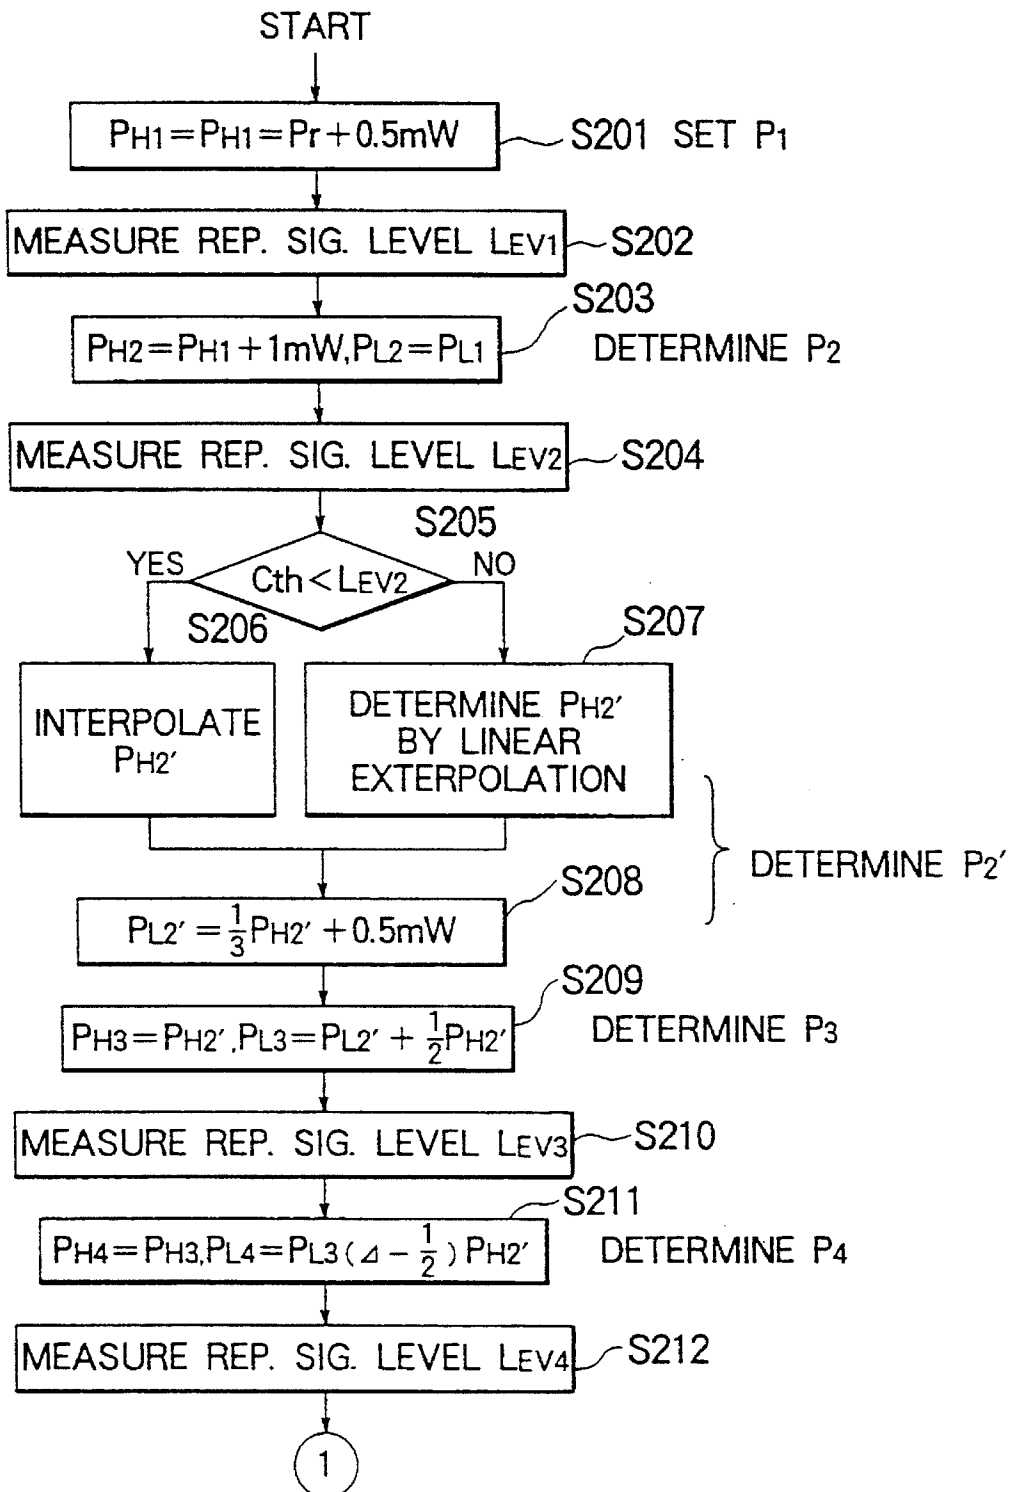 START
PH1=PH1=Pr+0.5mW
S201 SET P1
MEASURE REP. SIG. LEVEL LEV1
S202
S203
PH2=PH1+1mW,PL2=PL1
DETERMINE P2
MEASURE REP. SIG. LEVEL LEV2
S204
S205
YES
Cth<LEV2
NO
S206
S207
INTERPOLATE
PH2'
DETERMINE PH2'
BY LINEAR
EXTERPOLATION
DETERMINE P2'
S208
PL2'=1/3PH2'+0.5mW
S209
PH3=PH2',PL3=PL2'+1/2PH2'
DETERMINE P3
MEASURE REP. SIG. LEVEL LEV3
S210
S211
PH4=PH3,PL4=PL3(⊿-1/2)PH2'
DETERMINE P4
MEASURE REP. SIG. LEVEL LEV4
S212
1